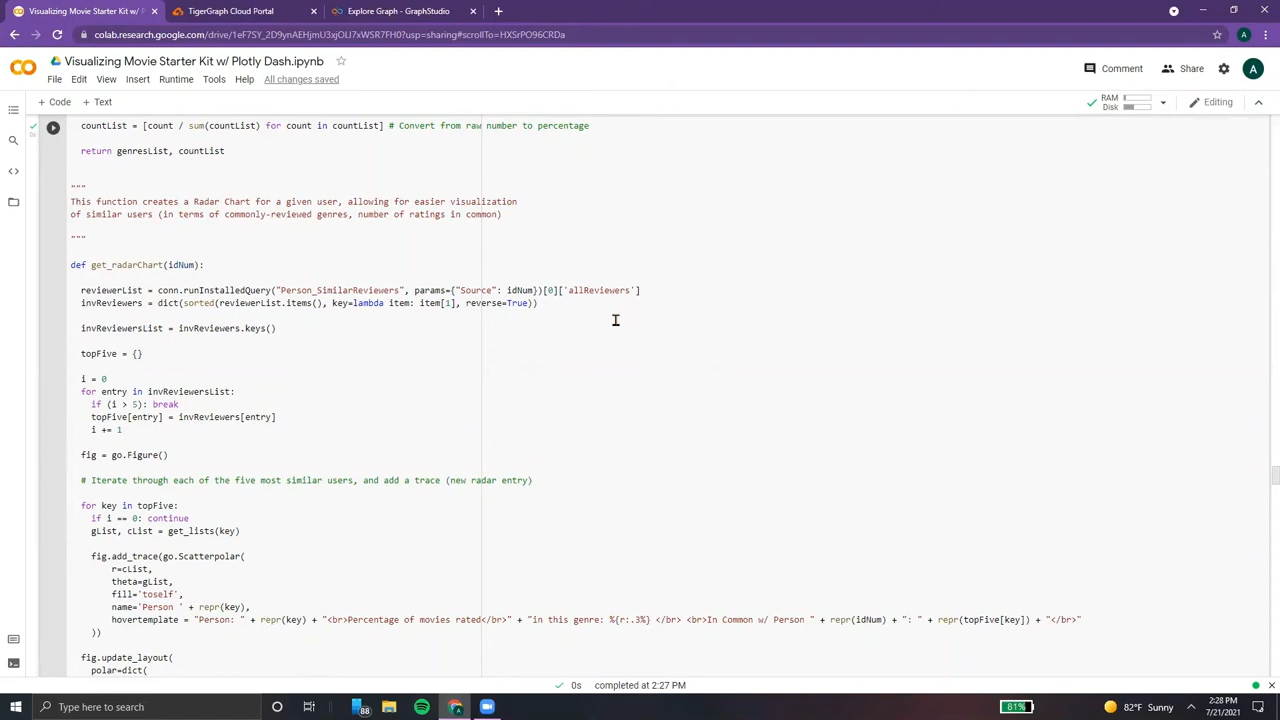 Visualizing Movie Starter Kit w/ P
TigerGraph Cloud Portal
Explore Graph - GraphStudio
colab.research.google.com/drive/1eF7SY_2D9ynAEHjmU3xjOLI7xWSR7FH0?usp=sharing#scrollTo=HXSrPO96CRDa
Visualizing Movie Starter Kit w/ Plotly Dash.ipynb
Comment
Share
A
File Edit View Insert Runtime Tools Help All changes saved
+ Code + Text
RAM
Disk
Editing
countList = [count / sum(countList) for count in countList] # Convert from raw number to percentage
return genresList, countList
"""
This function creates a Radar Chart for a given user, allowing for easier visualization
of similar users (in terms of commonly-reviewed genres, number of ratings in common)
"""
def get_radarChart(idNum):
reviewerList = conn.runInstalledQuery("Person_SimilarReviewers", params={"Source": idNum})[0]['allReviewers']
invReviewers = dict(sorted(reviewerList.items(), key=lambda item: item[1], reverse=True))
invReviewersList = invReviewers.keys()
topFive = {}
i = 0
for entry in invReviewersList:
if (i > 5): break
topFive[entry] = invReviewers[entry]
i += 1
fig = go.Figure()
# Iterate through each of the five most similar users, and add a trace (new radar entry)
for key in topFive:
if i == 0: continue
gList, cList = get_lists(key)
fig.add_trace(go.Scatterpolar(
r=cList,
theta=gList,
fill='toself',
name='Person ' + repr(key),
hovertemplate = "Person: " + repr(key) + "<br>Percentage of movies rated</br>" + "in this genre: %{r:.3%} </br> <br>In Common w/ Person " + repr(idNum) + ": " + repr(topFive[key]) + "</br>"
))
fig.update_layout(
polar=dict(
0s completed at 2:27 PM
Type here to search
88
81%
82°F Sunny
2:28 PM
7/21/2021